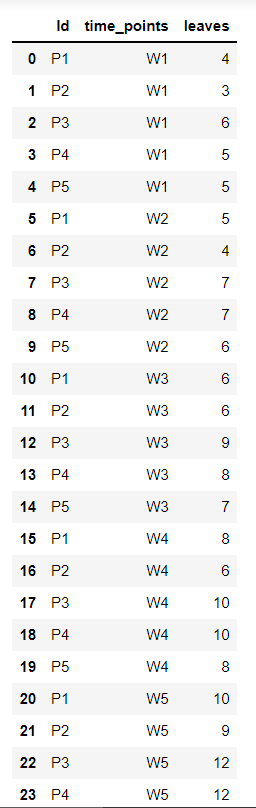 Id time_points leaves
0 P1 W1 4
1 P2 W1 3
2 P3 W1 6
3 P4 W1 5
4 P5 W1 5
5 P1 W2 5
6 P2 W2 4
7 P3 W2 7
8 P4 W2 7
9 P5 W2 6
10 P1 W3 6
11 P2 W3 6
12 P3 W3 9
13 P4 W3 8
14 P5 W3 7
15 P1 W4 8
16 P2 W4 6
17 P3 W4 10
18 P4 W4 10
19 P5 W4 8
20 P1 W5 10
21 P2 W5 9
22 P3 W5 12
23 P4 W5 12